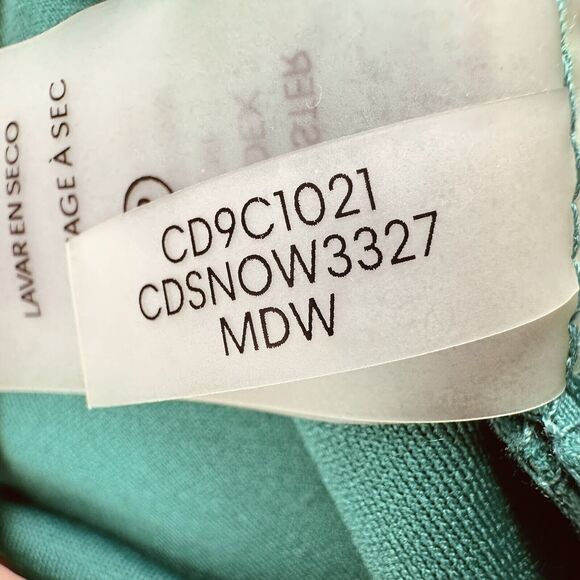 LAVAR EN SECO
AGE À SEC
CD9C1021
CDSNOW3327
MDW